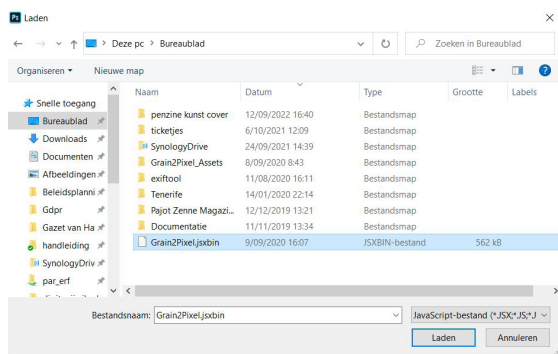 Ps Laden
Deze pc > Bureaublad
Zoeken in Bureaublad
Organiseren
Nieuwe map
Naam Datum Type Grootte Labels
Snelle toegang
Bureaublad
Downloads
Documenten
Afbeeldingen
Beleidsplanni
Gdpr
Gazet van Ha
handleiding
SynologyDriv
par_erf
penzine kunst cover 12/09/2022 16:40 Bestandsmap
ticketjes 6/10/2021 12:09 Bestandsmap
SynologyDrive 24/09/2021 14:39 Bestandsmap
Grain2Pixel_Assets 8/09/2020 8:43 Bestandsmap
exiftool 11/08/2020 16:11 Bestandsmap
Tenerife 14/01/2020 22:14 Bestandsmap
Pajot Zenne Magazi... 12/12/2019 13:21 Bestandsmap
Documentatie 11/11/2019 13:34 Bestandsmap
Grain2Pixel.jsxbin 9/09/2020 16:07 JSXBIN-bestand 562 kB
Bestandsnaam: Grain2Pixel.jsxbin JavaScript-bestand (*.JSX;*.JS;*.J
Laden Annuleren